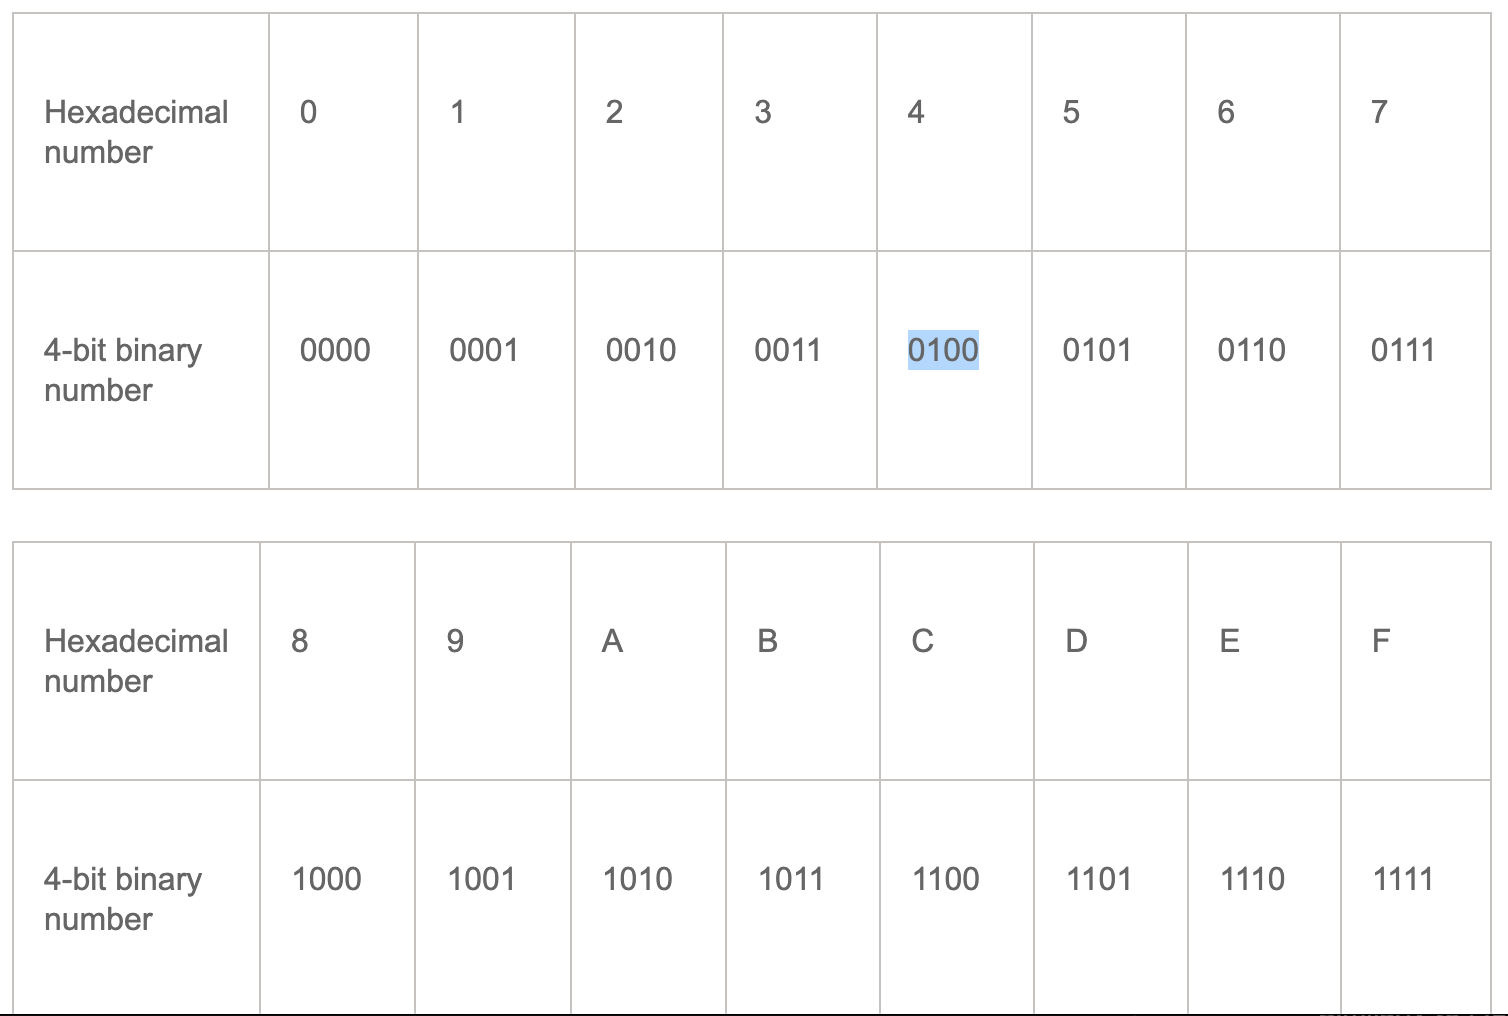 Hexadecimal number 0 1 2 3 4 5 6 7
4-bit binary number 0000 0001 0010 0011 0100 0101 0110 0111
Hexadecimal number 8 9 A B C D E F
4-bit binary number 1000 1001 1010 1011 1100 1101 1110 1111